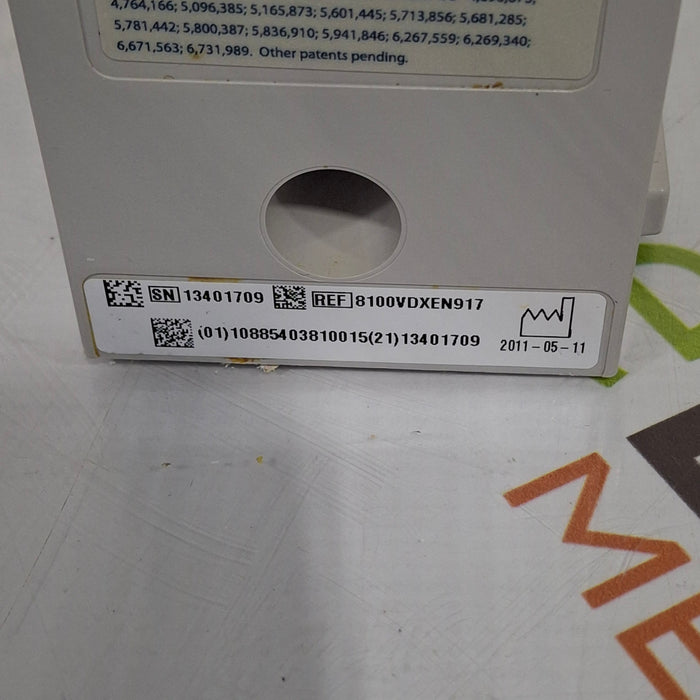 4,764,166; 5,096,385; 5,165,873; 5,601,445; 5,713,856; 5,681,285;
5,781,442; 5,800,387; 5,836,910; 5,941,846; 6,267,559; 6,269,340;
6,671,563; 6,731,989. Other patents pending.
SN 13401709 REF 8100VDXEN917
(01)10885403810015(21)13401709
2011-05-11
ME